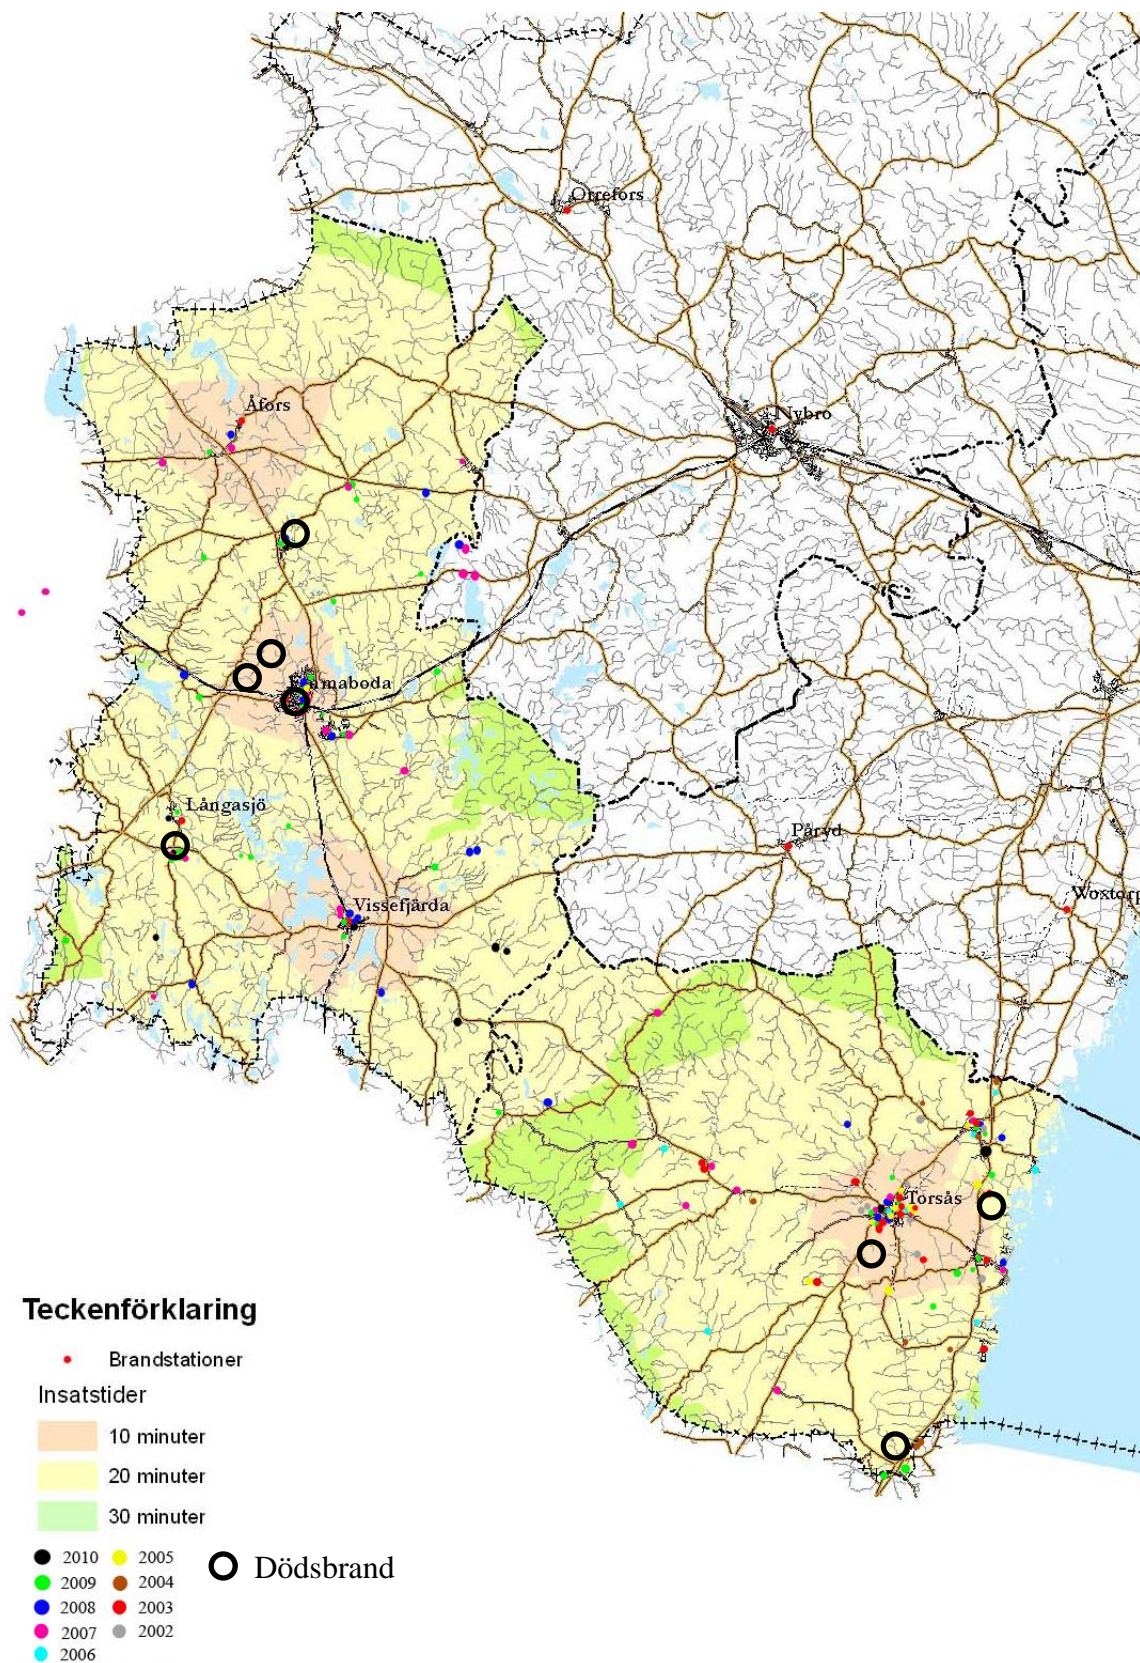 Orrefors
Nybro
Åfors
Emmaboda
Långasjö
Påryd
Vissefjärda
Woxtorp
Torsås
Teckenförklaring
Brandstationer
Insatstider
10 minuter
20 minuter
30 minuter
2010 2005
2009 2004
2008 2003
2007 2002
2006
Dödsbrand